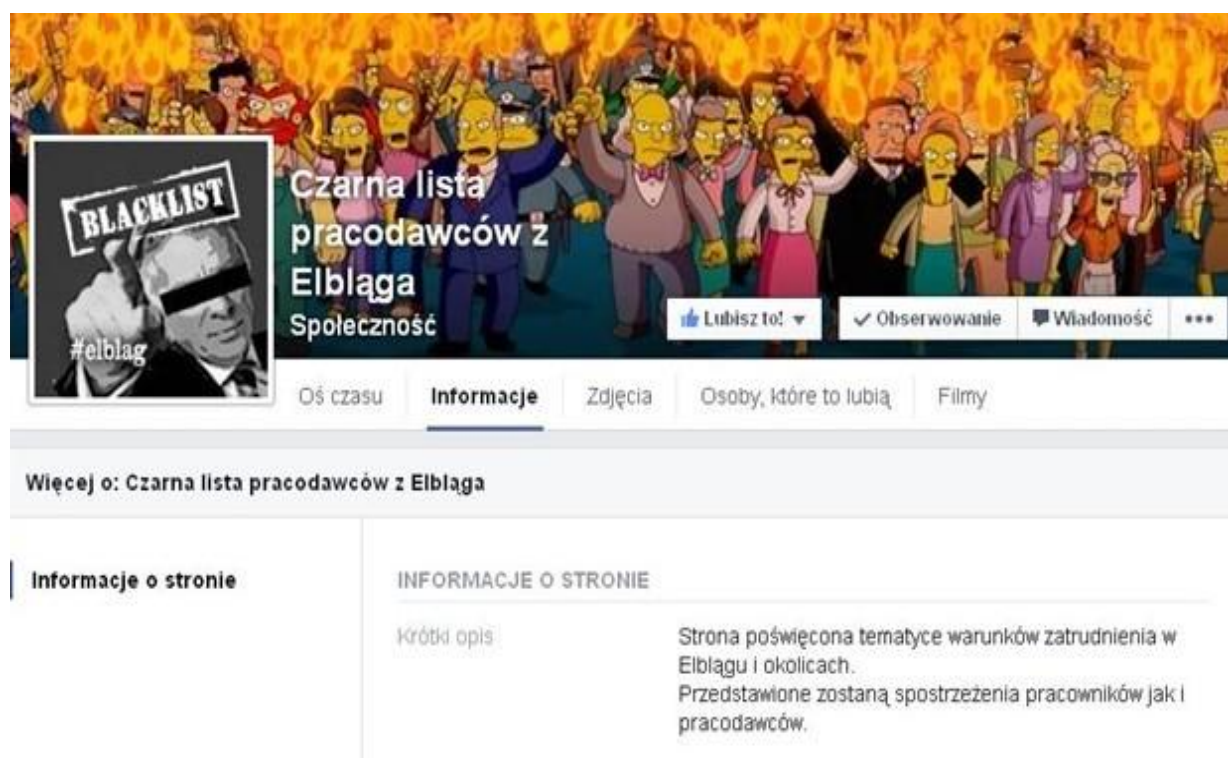 BLACKLIST
#elblag
Czarna lista
pracodawców z
Elbląga
Społeczność
Lubisz to!
Obserwowanie
Wiadomość
Oś czasu
Informacje
Zdjęcia
Osoby, które to lubią
Filmy
Więcej o: Czarna lista pracodawców z Elbląga
Informacje o stronie
INFORMACJE O STRONIE
Krótki opis
Strona poświęcona tematyce warunków zatrudnienia w
Elblągu i okolicach.
Przedstawione zostaną spostrzeżenia pracowników jak i
pracodawców.